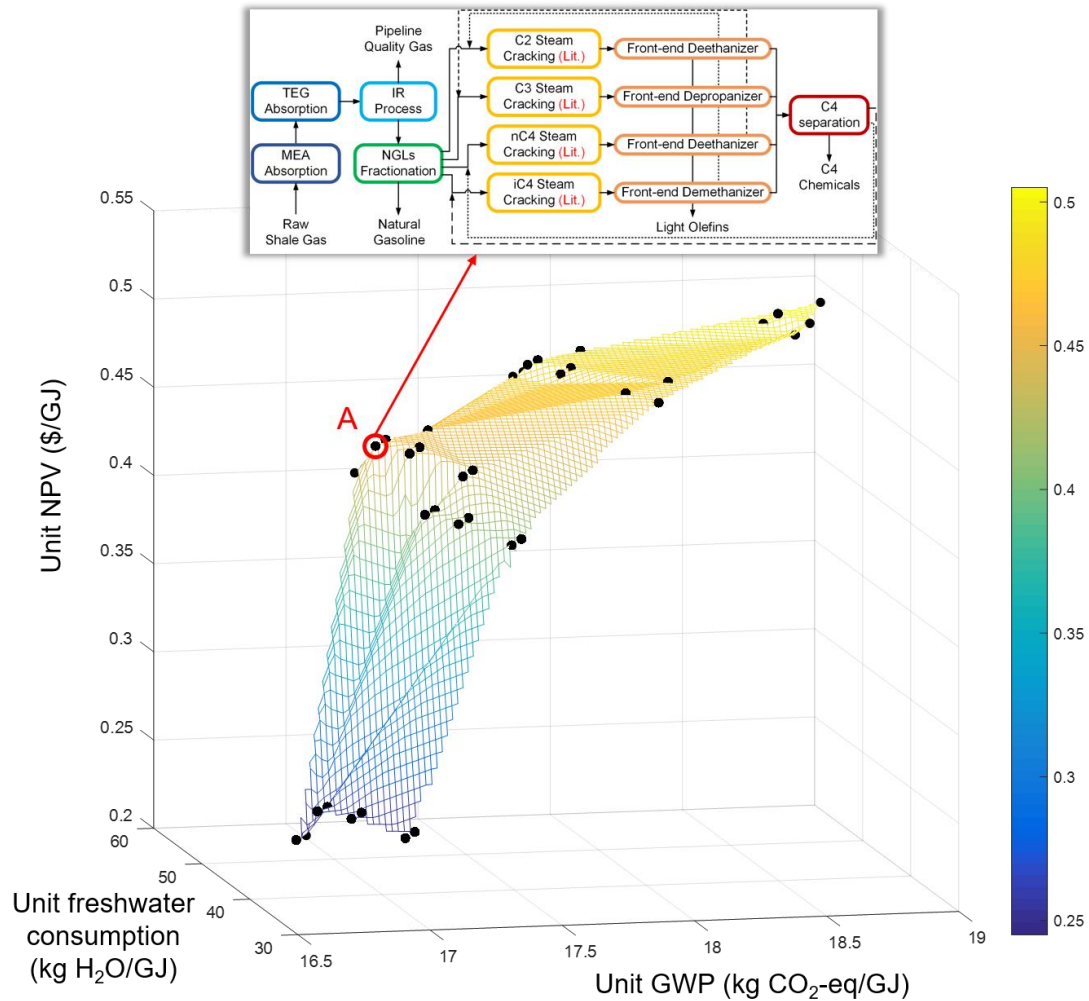 Pipeline
Quality Gas
TEG
Absorption
IR
Process
MEA
Absorption
NGLs
Fractionation
Raw
Shale Gas
Natural
Gasoline
C2 Steam
Cracking (Lit.)
C3 Steam
Cracking (Lit.)
nC4 Steam
Cracking (Lit.)
iC4 Steam
Cracking (Lit.)
Front-end Deethanizer
Front-end Depropanizer
Front-end Deethanizer
Front-end Demethanizer
Light Olefins
C4
separation
C4
Chemicals
A
Unit NPV ($/GJ)
0.55
0.5
0.45
0.4
0.35
0.3
0.25
0.2
60
50
40
30
Unit freshwater
consumption
(kg H₂O/GJ)
16.5
17
17.5
18
18.5
19
Unit GWP (kg CO₂-eq/GJ)
0.5
0.45
0.4
0.35
0.3
0.25